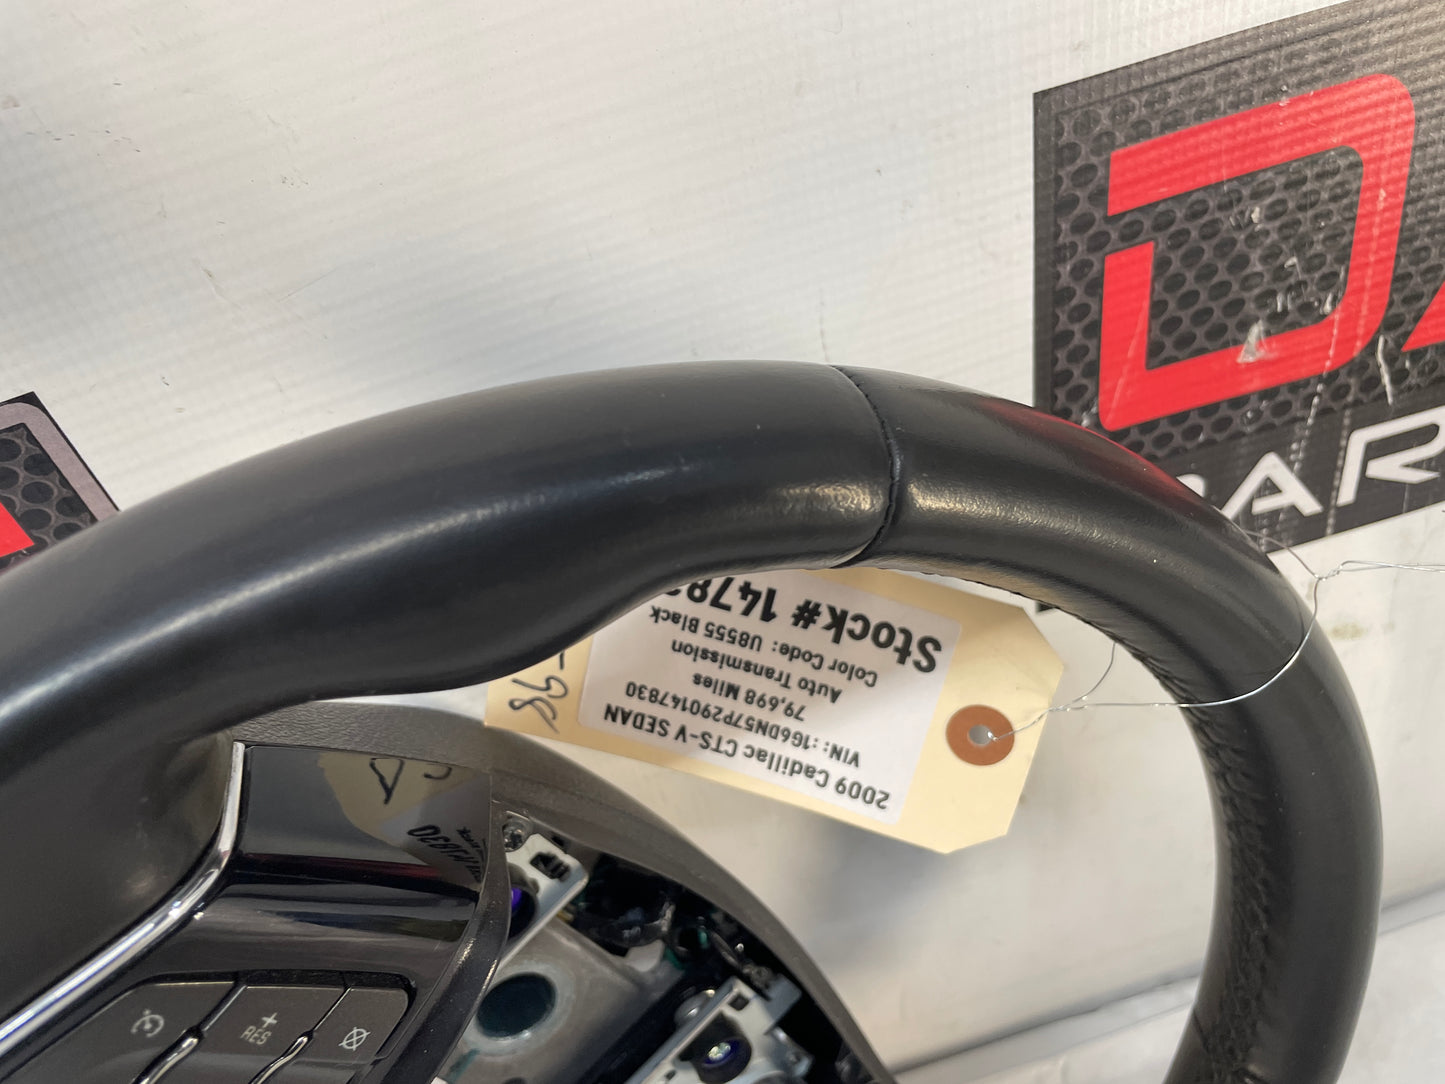 2009 Cadillac CTS-V SEDAN
VIN: :1G6DN57P290147830
79,698 Miles
Auto Transmission
Color Code: U8555 Black
Stock# 1478
-98
+
RES
D
PAR